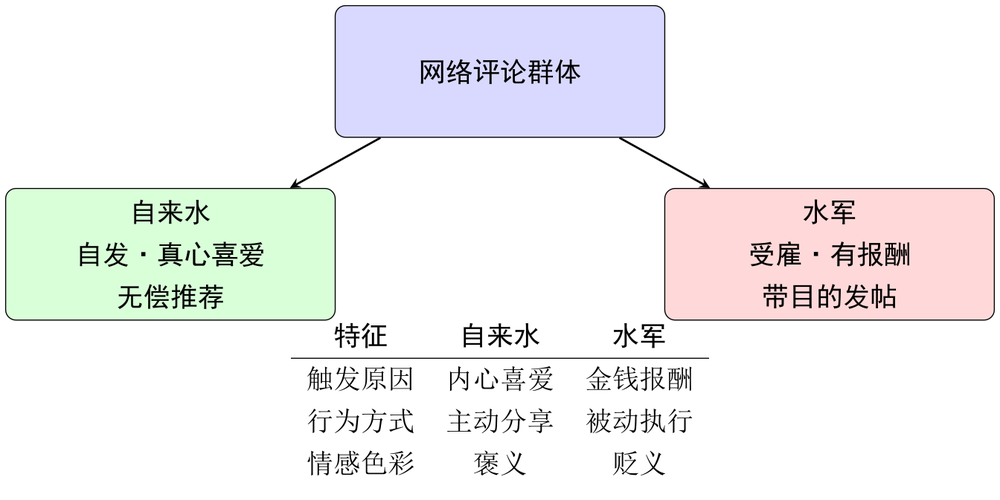 网络评论群体
自来水
自发·真心喜爱
无偿推荐
水军
受雇·有报酬
带目的发帖
特征 自来水 水军
触发原因 内心喜爱 金钱报酬
行为方式 主动分享 被动执行
情感色彩 褒义 贬义